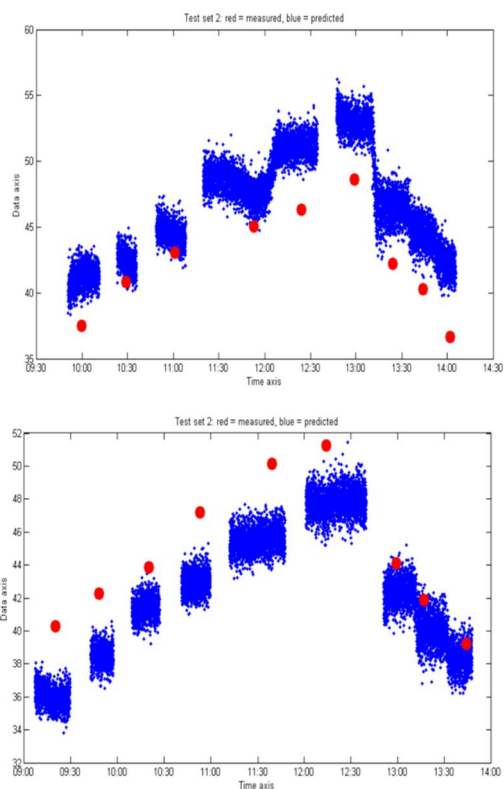 Test set 2: red = measured, blue = predicted
60
55
50
45
40
35
Data axis
09:30 10:00 10:30 11:00 11:30 12:00 12:30 13:00 13:30 14:00 14:30
Time axis
Test set 2: red = measured, blue = predicted
52
50
48
46
44
42
40
38
36
34
32
Data axis
09:00 09:30 10:00 10:30 11:00 11:30 12:00 12:30 13:00 13:30 14:00
Time axis